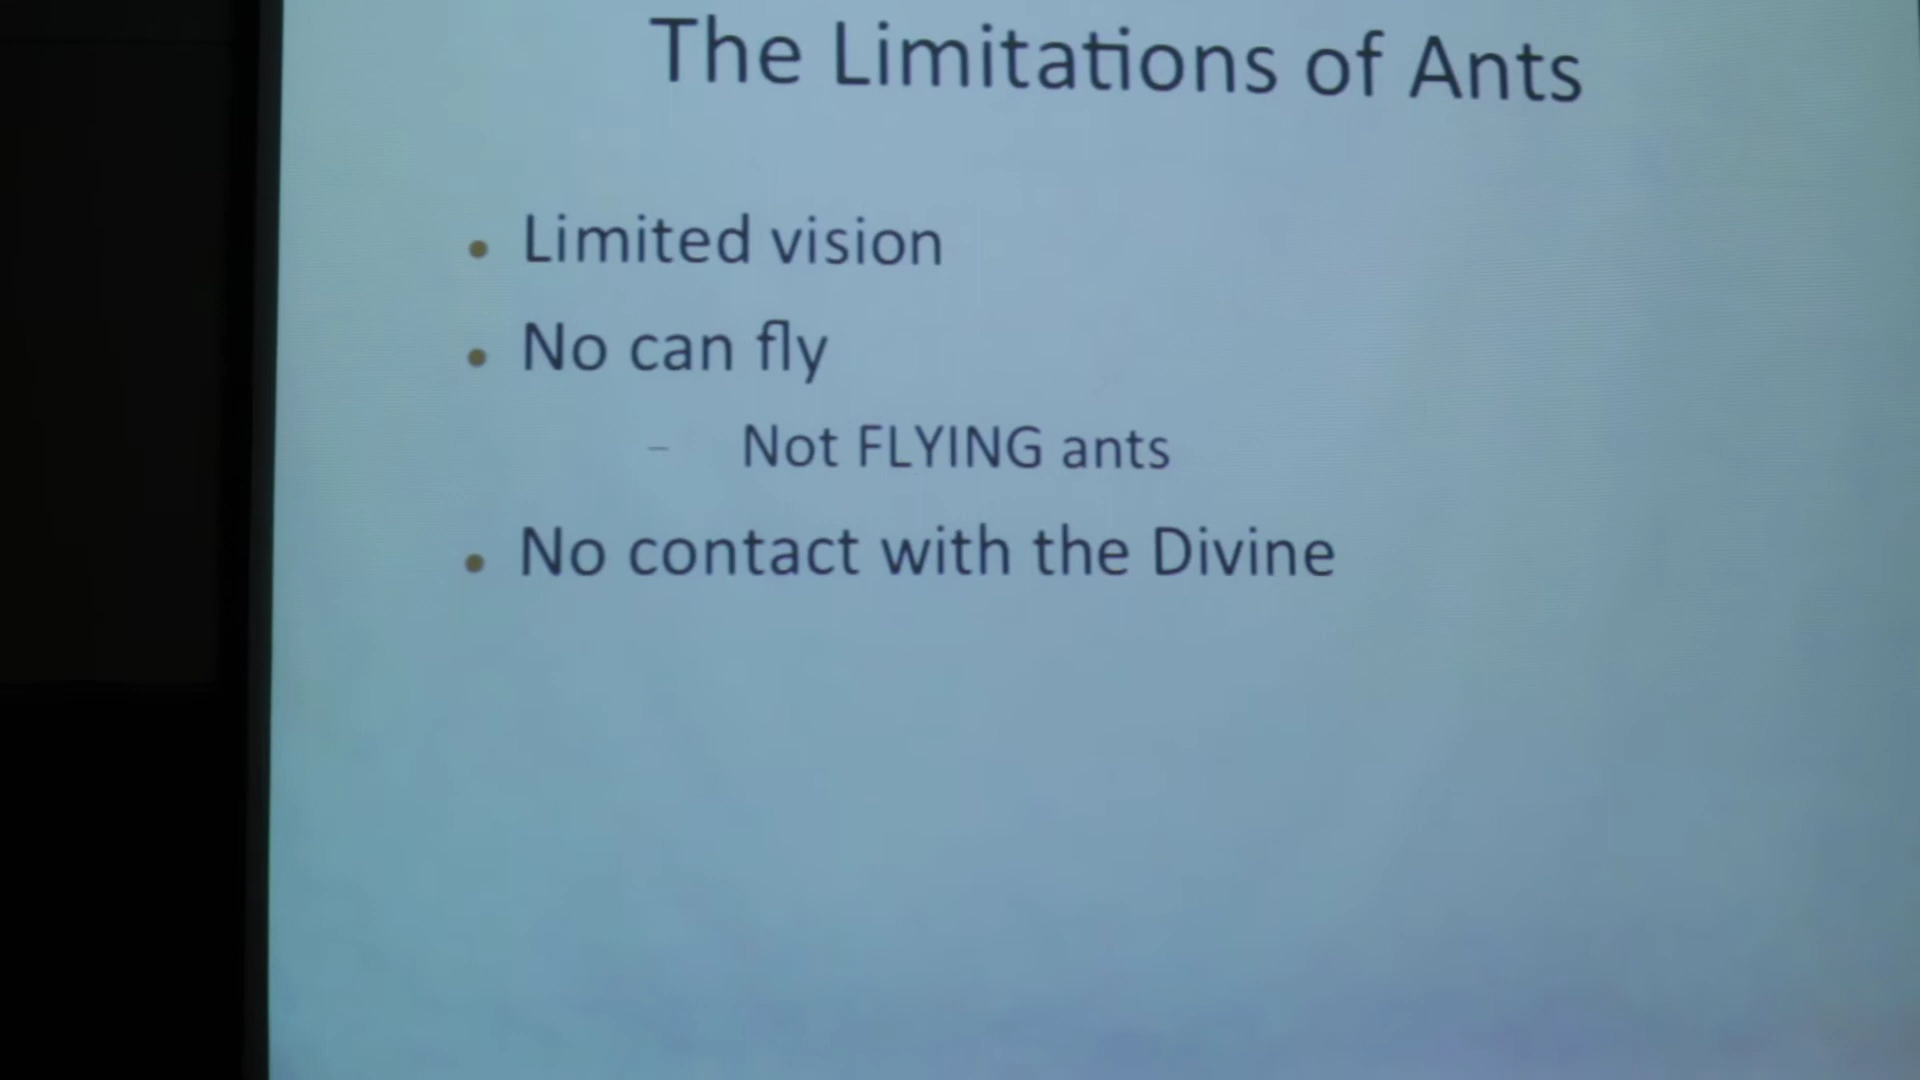 The Limitations of Ants
• Limited vision
• No can fly
– Not FLYING ants
• No contact with the Divine